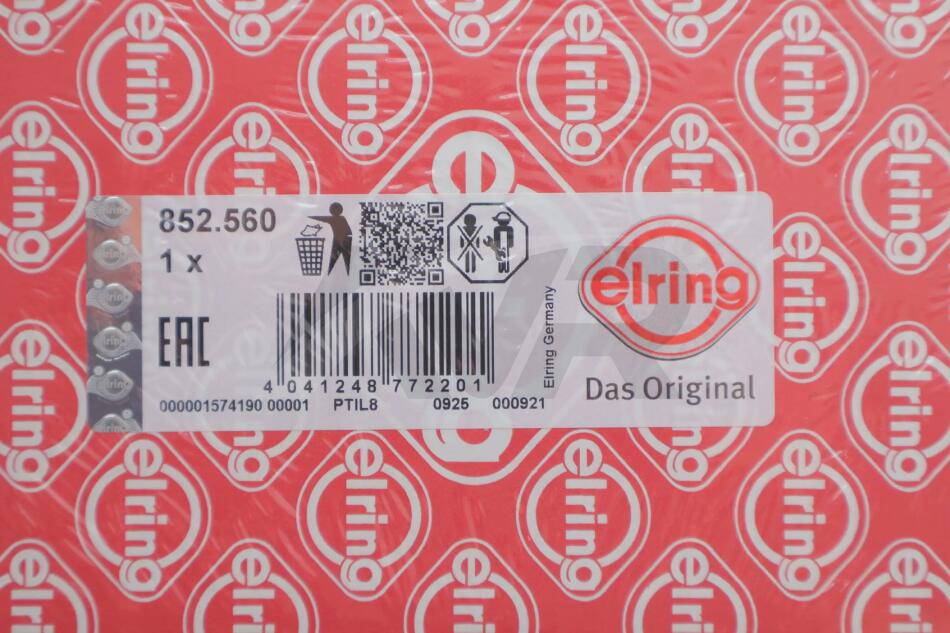 852.560
1 x
EAC
4 041248 772201
000001574190 00001 PTIL8 0925 000921
Elring Germany
elring
Das Original